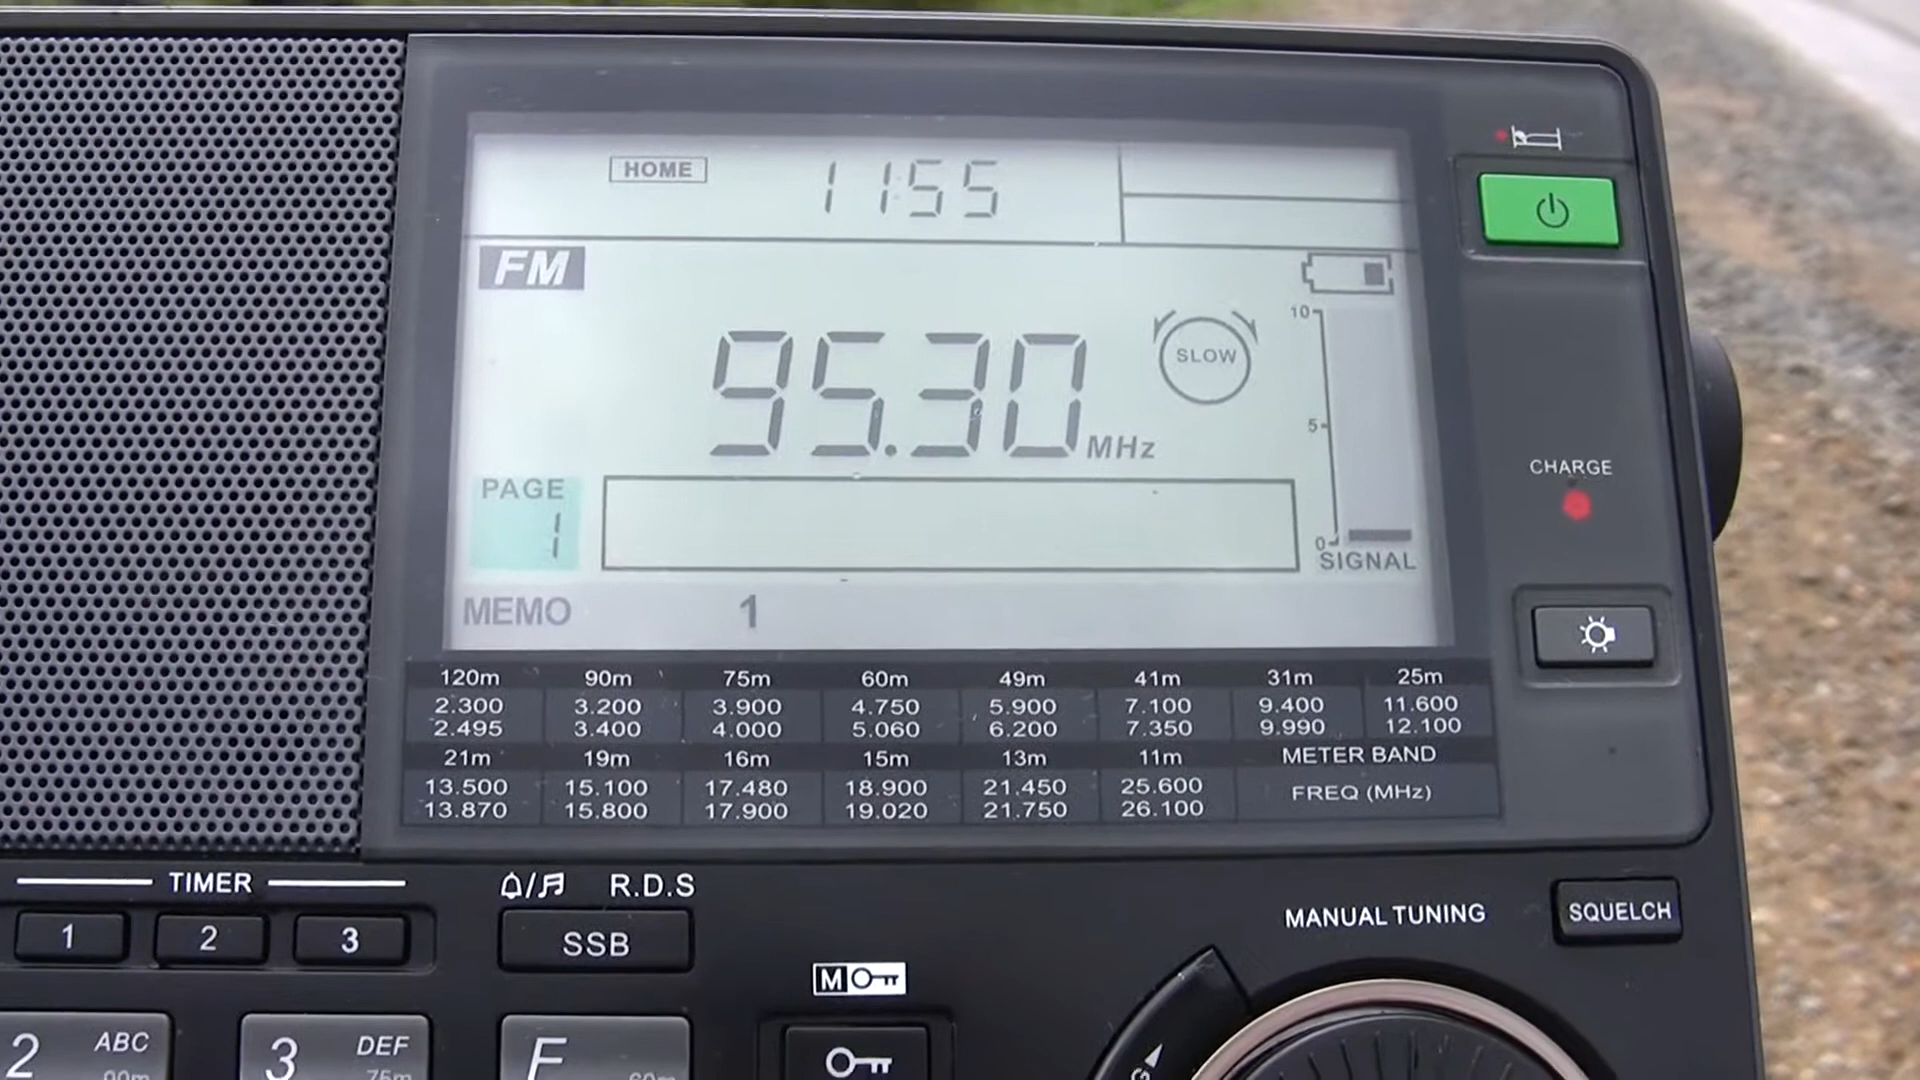 HOME 11:55
FM
10
95.30 MHz SLOW
5
PAGE
1
0
SIGNAL
MEMO 1
CHARGE
120m 90m 75m 60m 49m 41m 31m 25m
2.300 3.200 3.900 4.750 5.900 7.100 9.400 11.600
2.495 3.400 4.000 5.060 6.200 7.350 9.990 12.100
21m 19m 16m 15m 13m 11m METER BAND
13.500 15.100 17.480 18.900 21.450 25.600 FREQ (MHz)
13.870 15.800 17.900 19.020 21.750 26.100
TIMER R.D.S
1 2 3 SSB
MANUAL TUNING SQUELCH
M
2 ABC 3 DEF
90m 75m 60m